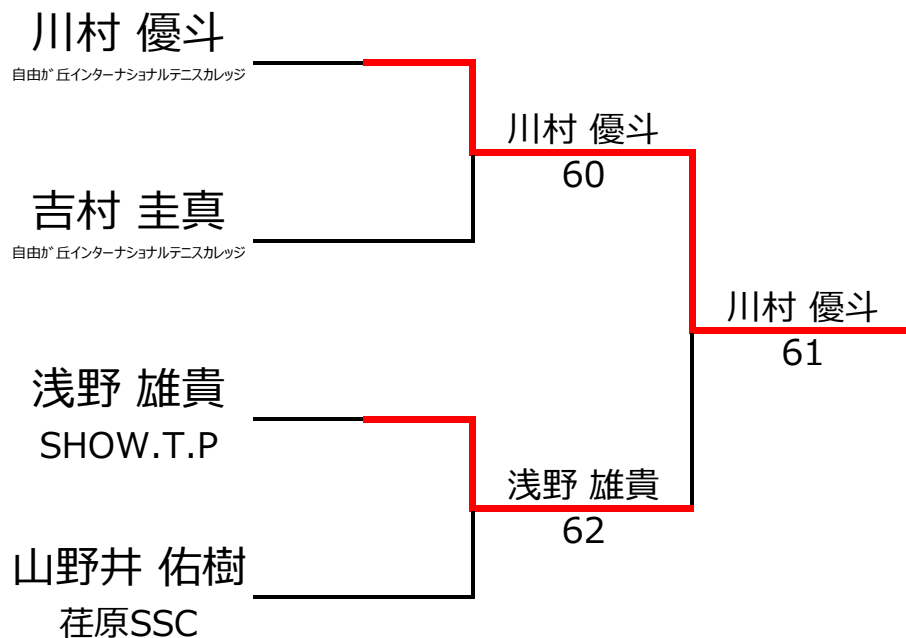 川村 優斗
自由が丘インターナショナルテニスカレッジ
川村 優斗
60
吉村 圭真
自由が丘インターナショナルテニスカレッジ
川村 優斗
61
浅野 雄貴
SHOW.T.P
浅野 雄貴
62
山野井 佑樹
荏原SSC